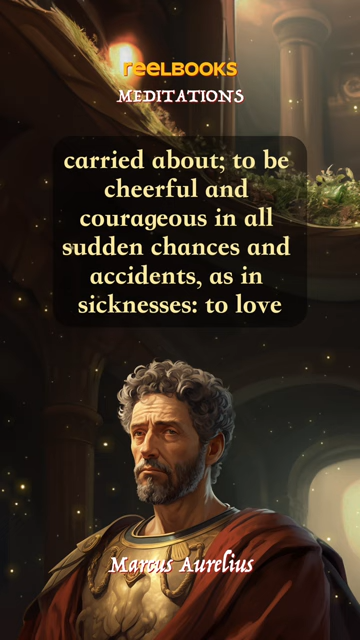 reelBOOKS
MEDITATIONS
carried about; to be
cheerful and
courageous in all
sudden chances and
accidents, as in
sicknesses: to love
Marcus Aurelius